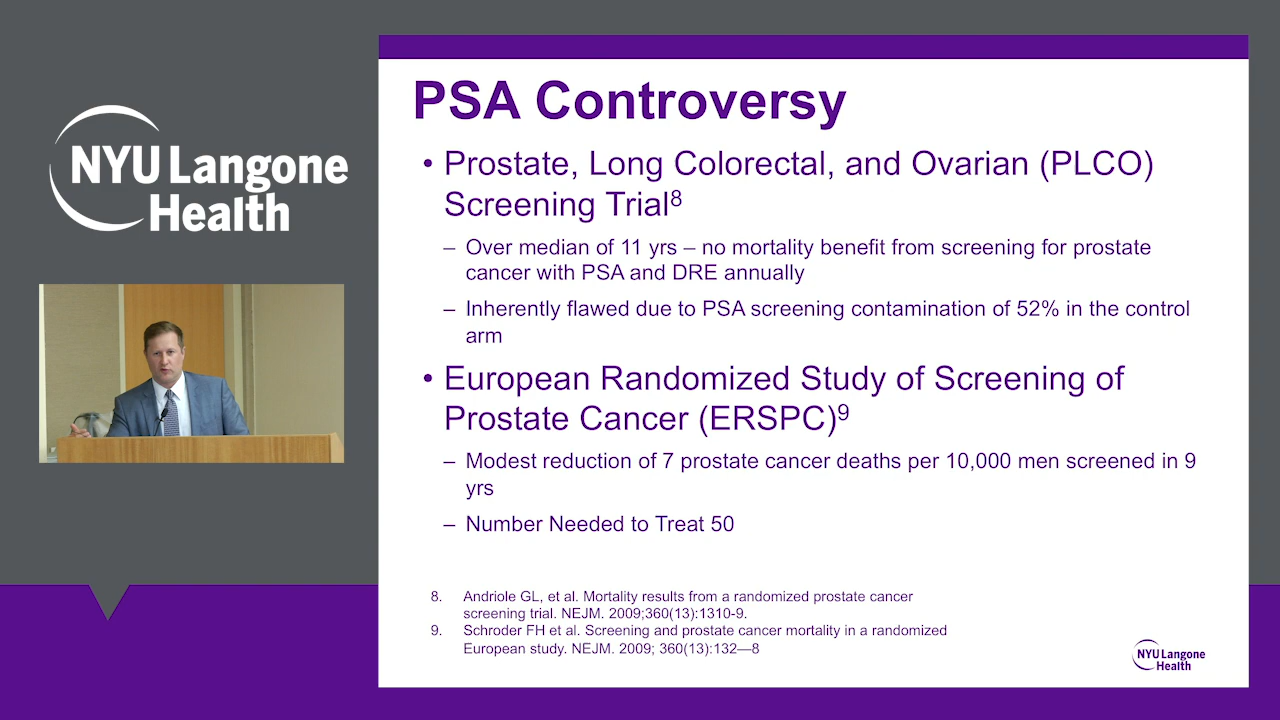 NYU Langone
Health
PSA Controversy
• Prostate, Long Colorectal, and Ovarian (PLCO)
Screening Trial8
– Over median of 11 yrs – no mortality benefit from screening for prostate
cancer with PSA and DRE annually
– Inherently flawed due to PSA screening contamination of 52% in the control
arm
• European Randomized Study of Screening of
Prostate Cancer (ERSPC)9
– Modest reduction of 7 prostate cancer deaths per 10,000 men screened in 9
yrs
– Number Needed to Treat 50
8. Andriole GL, et al. Mortality results from a randomized prostate cancer
screening trial. NEJM. 2009;360(13):1310-9.
9. Schroder FH et al. Screening and prostate cancer mortality in a randomized
European study. NEJM. 2009; 360(13):132—8
NYU Langone
Health